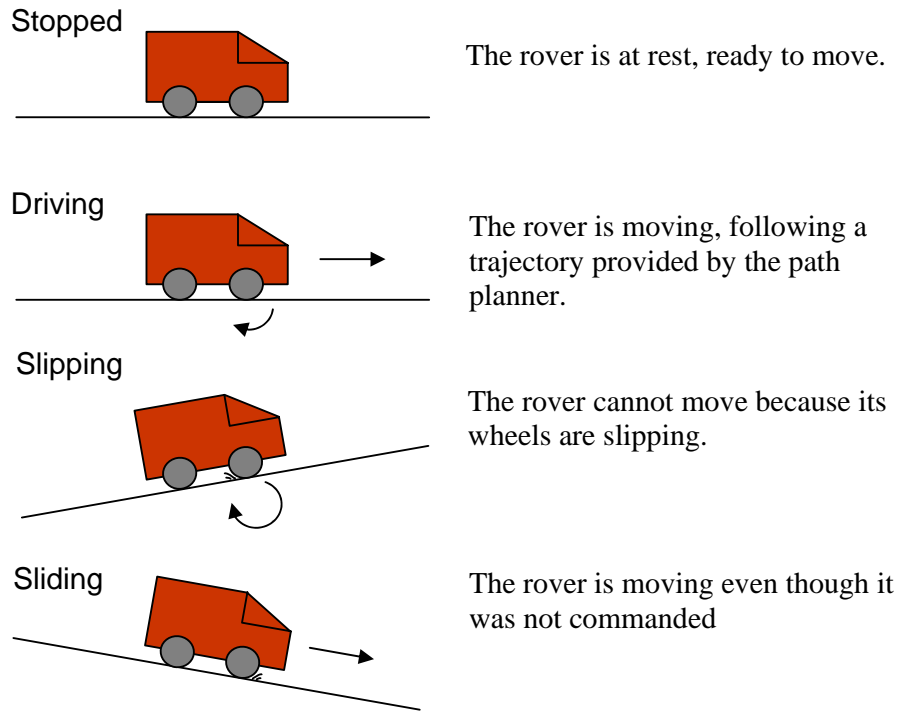 Stopped
The rover is at rest, ready to move.
Driving
The rover is moving, following a
trajectory provided by the path
planner.
Slipping
The rover cannot move because its
wheels are slipping.
Sliding
The rover is moving even though it
was not commanded